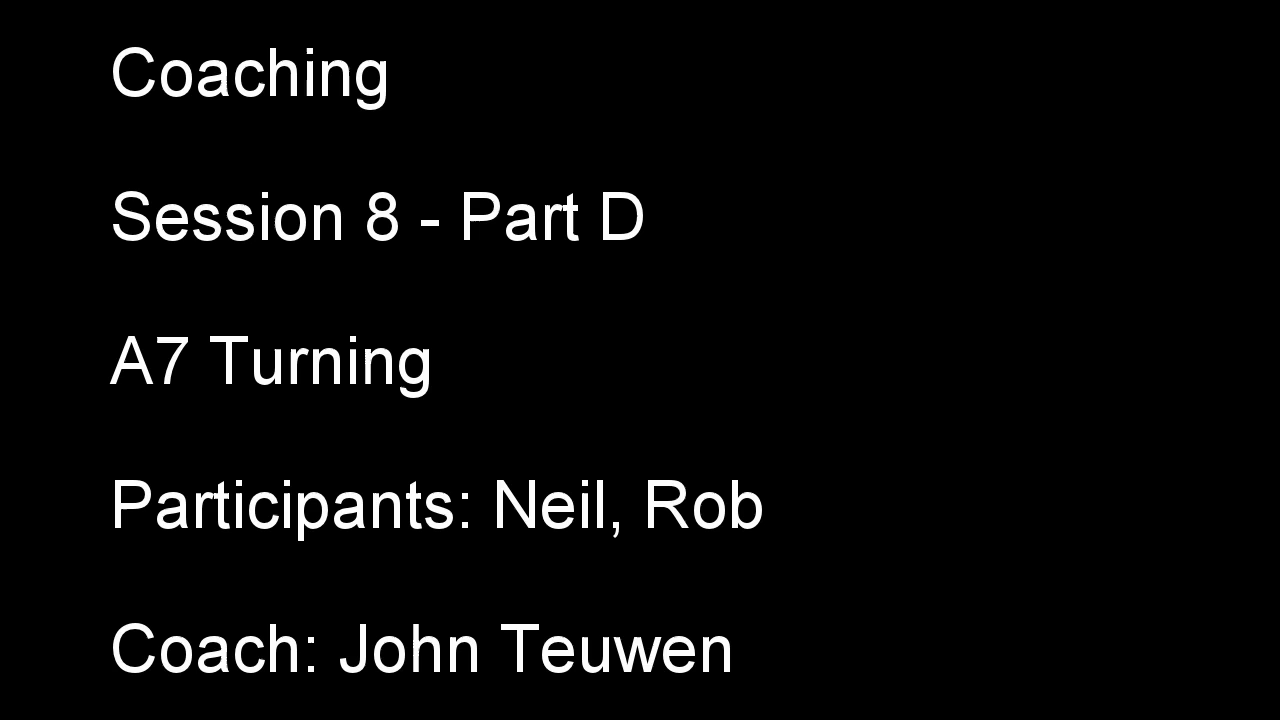 Coaching
Session 8 - Part D
A7 Turning
Participants: Neil, Rob
Coach: John Teuwen